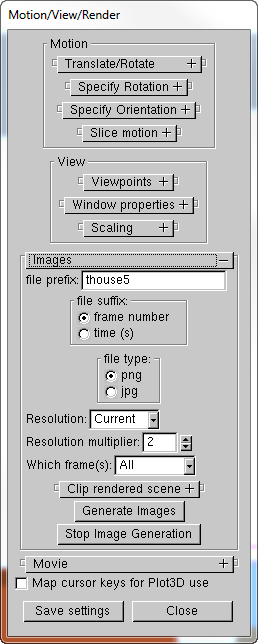 Motion/View/Render
Motion
Translate/Rotate +
Specify Rotation +
Specify Orientation +
Slice motion +
View
Viewpoints +
Window properties +
Scaling +
Images –
file prefix: thouse5
file suffix:
frame number
time (s)
file type:
png
jpg
Resolution: Current
Resolution multiplier: 2
Which frame(s): All
Clip rendered scene +
Generate Images
Stop Image Generation
Movie +
Map cursor keys for Plot3D use
Save settings Close